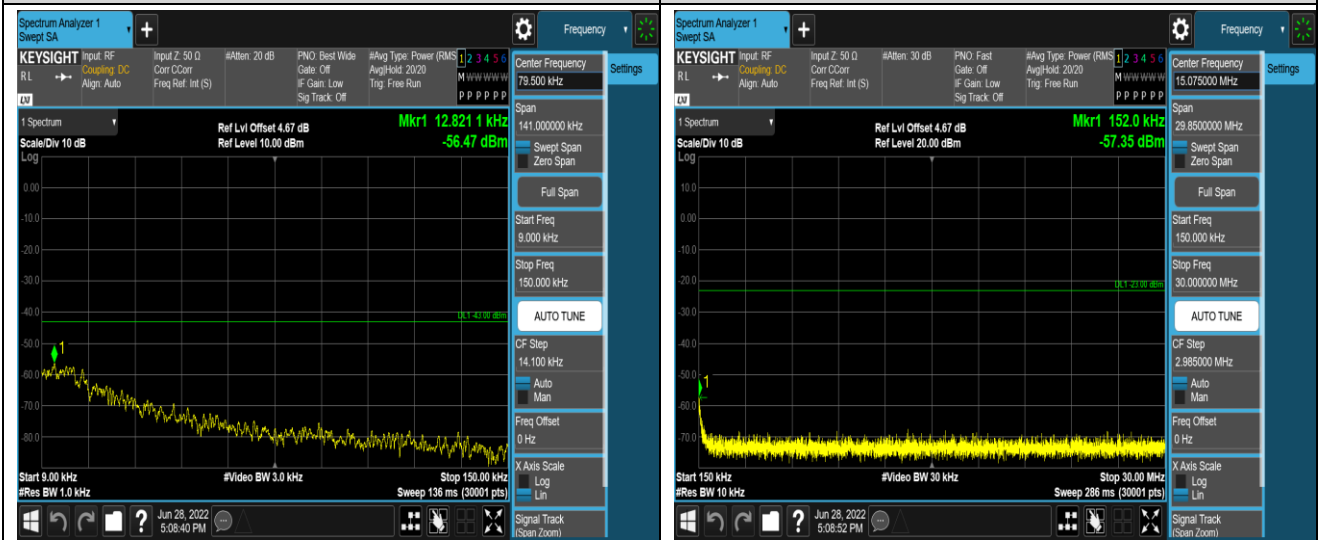 Spectrum Analyzer 1
Swept SA
+
Frequency
KEYSIGHT
RL
LXI
Input: RF
Coupling: DC
Align: Auto
Input Z: 50 Ω
Corr CCorr
Freq Ref: Int (S)
#Atten: 20 dB
PNO: Best Wide
Gate: Off
IF Gain: Low
Sig Track: Off
#Avg Type: Power (RMS
Avg|Hold: 20/20
Trig: Free Run
1 2 3 4 5 6
M W W W W W
P P P P P P
Center Frequency
79.500 kHz
Settings
Span
141.000000 kHz
Swept Span
Zero Span
Full Span
Start Freq
9.000 kHz
Stop Freq
150.000 kHz
AUTO TUNE
CF Step
14.100 kHz
Auto
Man
Freq Offset
0 Hz
X Axis Scale
Log
Lin
Signal Track
(Span Zoom)
1 Spectrum
Scale/Div 10 dB
Log
Ref Lvl Offset 4.67 dB
Ref Level 10.00 dBm
Mkr1 12.821 1 kHz
-56.47 dBm
0.00
-10.0
-20.0
-30.0
-40.0
-50.0
-60.0
-70.0
-80.0
DL1 -43.00 dBm
1
Start 9.00 kHz
#Res BW 1.0 kHz
#Video BW 3.0 kHz
Stop 150.00 kHz
Sweep 136 ms (30001 pts)
?
Jun 28, 2022
5:08:40 PM
Spectrum Analyzer 1
Swept SA
+
Frequency
KEYSIGHT
RL
LXI
Input: RF
Coupling: DC
Align: Auto
Input Z: 50 Ω
Corr CCorr
Freq Ref: Int (S)
#Atten: 30 dB
PNO: Fast
Gate: Off
IF Gain: Low
Sig Track: Off
#Avg Type: Power (RMS
Avg|Hold: 20/20
Trig: Free Run
1 2 3 4 5 6
M W W W W W
P P P P P P
Center Frequency
15.075000 MHz
Settings
Span
29.8500000 MHz
Swept Span
Zero Span
Full Span
Start Freq
150.000 kHz
Stop Freq
30.000000 MHz
AUTO TUNE
CF Step
2.985000 MHz
Auto
Man
Freq Offset
0 Hz
X Axis Scale
Log
Lin
Signal Track
(Span Zoom)
1 Spectrum
Scale/Div 10 dB
Log
Ref Lvl Offset 4.67 dB
Ref Level 20.00 dBm
Mkr1 152.0 kHz
-57.35 dBm
10.0
0.00
-10.0
-20.0
-30.0
-40.0
-50.0
-60.0
-70.0
DL1 -23.00 dBm
1
Start 150 kHz
#Res BW 10 kHz
#Video BW 30 kHz
Stop 30.00 MHz
Sweep 286 ms (30001 pts)
?
Jun 28, 2022
5:08:52 PM